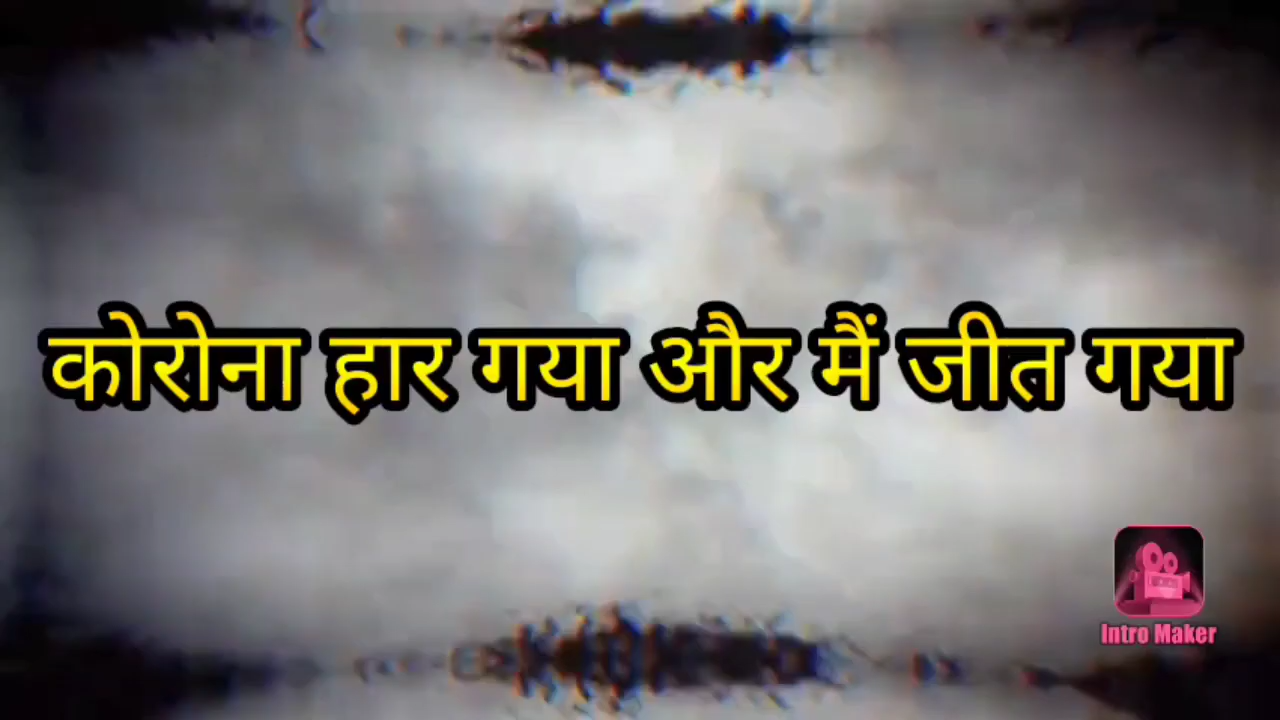 कोरोना हार गया और मैं जीत गया
Intro Maker